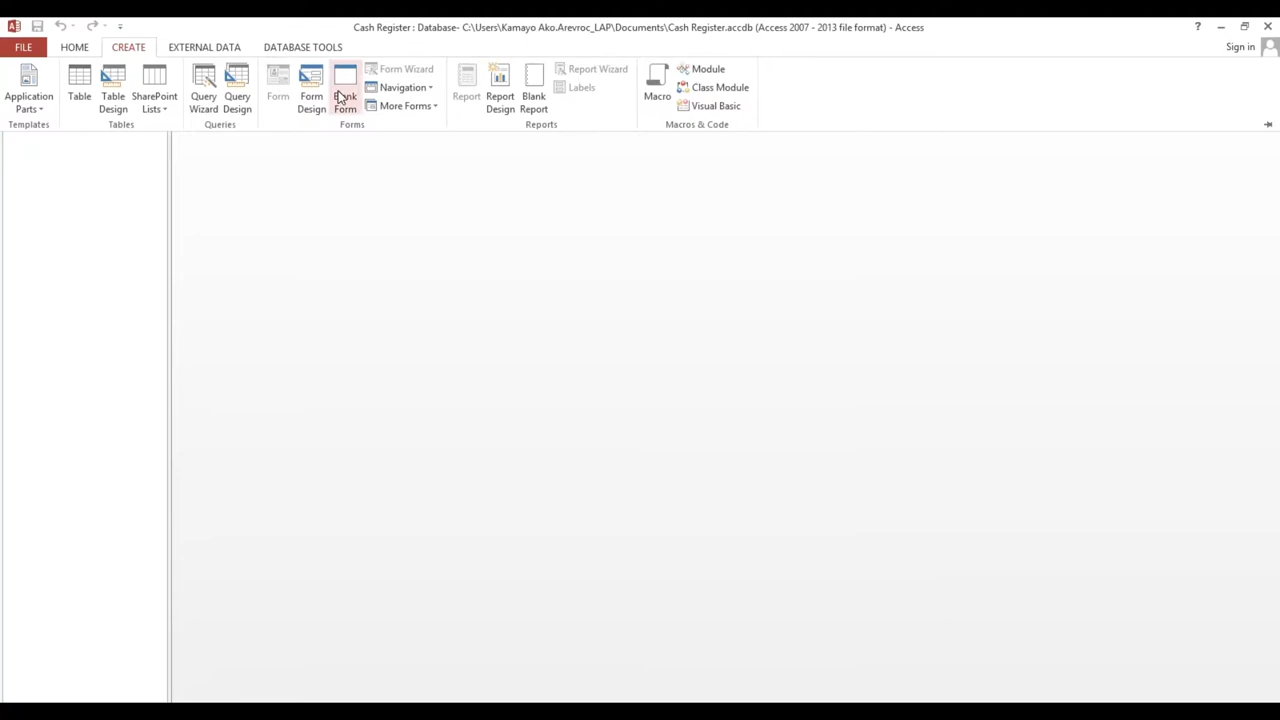 Cash Register : Database- C:\Users\Kamayo Ako.Arevroc_LAP\Documents\Cash Register.accdb (Access 2007 - 2013 file format) - Access
?
FILE HOME CREATE EXTERNAL DATA DATABASE TOOLS Sign in
Application Parts
Table
Table Design
SharePoint Lists
Query Wizard
Query Design
Form
Form Design
Blank Form
Form Wizard
Navigation
More Forms
Report
Report Design
Blank Report
Report Wizard
Labels
Macro
Module
Class Module
Visual Basic
Templates Tables Queries Forms Reports Macros & Code